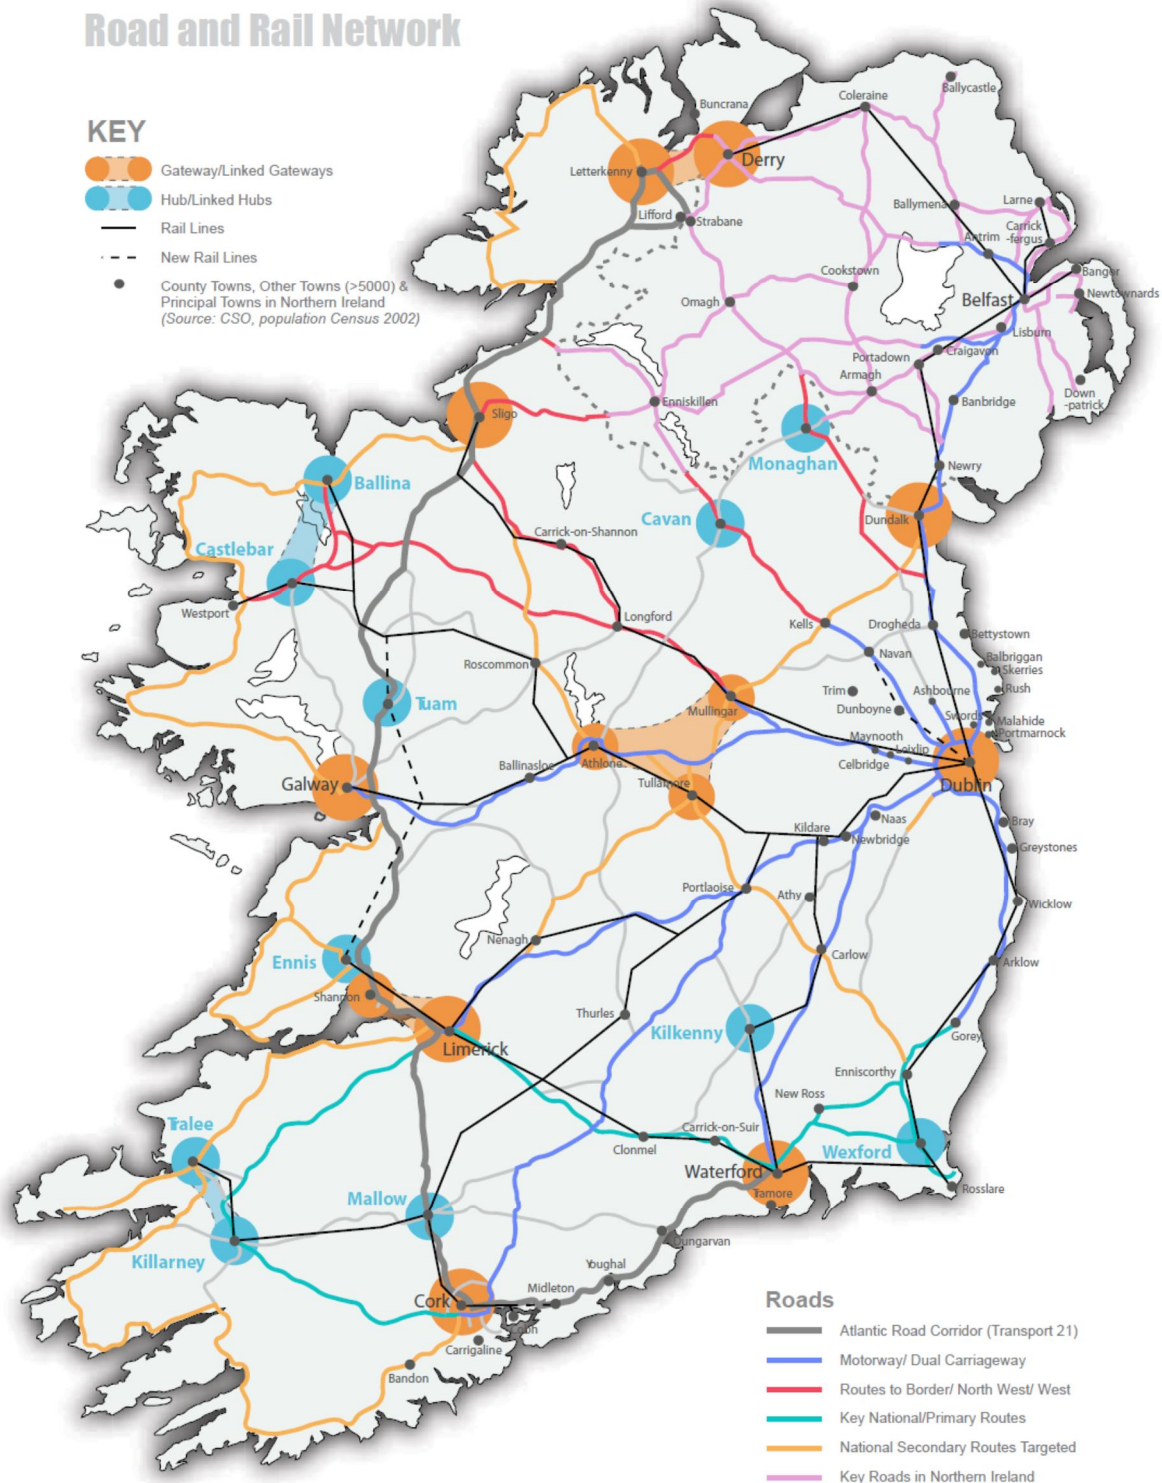 Road and Rail Network
KEY
Gateway/Linked Gateways
Hub/Linked Hubs
Rail Lines
New Rail Lines
County Towns, Other Towns (>5000) &
Principal Towns in Northern Ireland
(Source: CSO, population Census 2002)
Ballycastle
Coleraine
Buncrana
Derry
Letterkenny
Ballymena
Larne
Lifford
Strabane
Carrick
-fergus
Antrim
Cookstown
Bangor
Omagh
Belfast
Newtownards
Lisburn
Portadown
Craigavon
Armagh
Enniskillen
Banbridge
Down
-patrick
Sligo
Monaghan
Newry
Ballina
Cavan
Dundalk
Carrick-on-Shannon
Castlebar
Westport
Longford
Kells
Drogheda
Bettystown
Navan
Balbriggan
Skerries
Roscommon
Trim
Ashbourne
Rush
Tuam
Mullingar
Dunboyne
Swords
Malahide
Portmarnock
Maynooth
Leixlip
Ballinasloe
Athlone
Celbridge
Galway
Tullamore
Dublin
Naas
Bray
Kildare
Newbridge
Greystones
Portlaoise
Athy
Wicklow
Nenagh
Carlow
Ennis
Arklow
Shannon
Thurles
Kilkenny
Gorey
Limerick
Enniscorthy
New Ross
Tralee
Carrick-on-Suir
Clonmel
Wexford
Waterford
Rosslare
Mallow
Tramore
Dungarvan
Killarney
Youghal
Midleton
Cork
Cobh
Carrigaline
Bandon
Roads
Atlantic Road Corridor (Transport 21)
Motorway/ Dual Carriageway
Routes to Border/ North West/ West
Key National/Primary Routes
National Secondary Routes Targeted
Key Roads in Northern Ireland